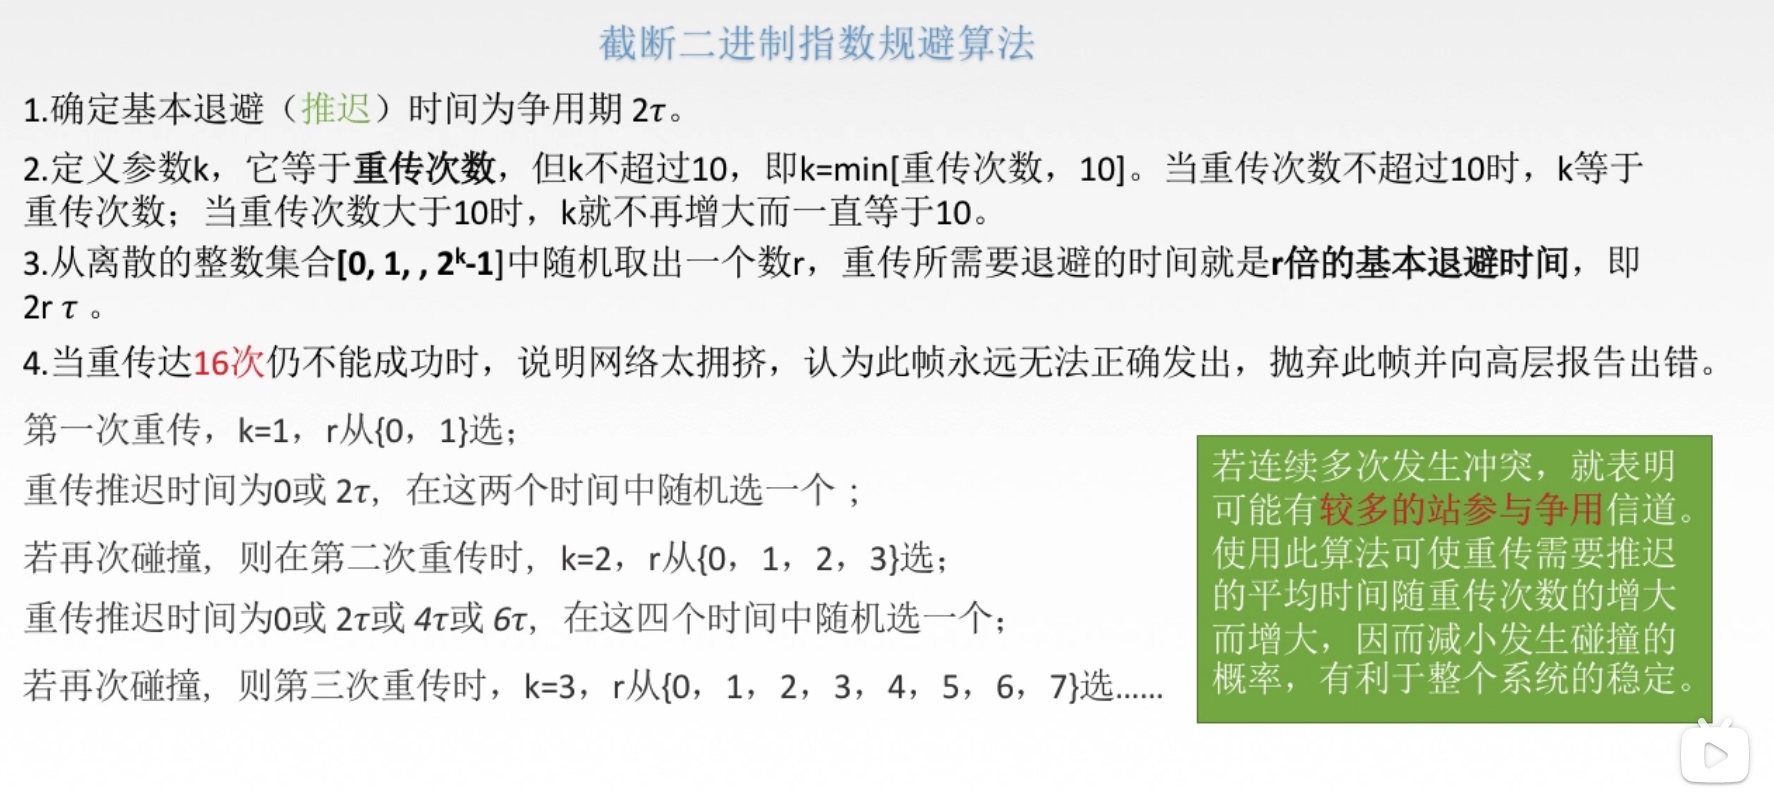 截断二进制指数规避算法
1.确定基本退避（推迟）时间为争用期 2τ。
2.定义参数k，它等于重传次数，但k不超过10，即k=min[重传次数，10]。当重传次数不超过10时，k等于
重传次数；当重传次数大于10时，k就不再增大而一直等于10。
3.从离散的整数集合[0, 1, , 2ᵏ-1]中随机取出一个数r，重传所需要退避的时间就是r倍的基本退避时间，即
2r τ 。
4.当重传达16次仍不能成功时，说明网络太拥挤，认为此帧永远无法正确发出，抛弃此帧并向高层报告出错。
第一次重传，k=1，r从{0，1}选；
重传推迟时间为0或 2τ，在这两个时间中随机选一个；
若再次碰撞，则在第二次重传时，k=2，r从{0，1，2，3}选；
重传推迟时间为0或 2τ或 4τ或 6τ，在这四个时间中随机选一个；
若再次碰撞，则第三次重传时，k=3，r从{0，1，2，3，4，5，6，7}选......
若连续多次发生冲突，就表明
可能有较多的站参与争用信道。
使用此算法可使重传需要推迟
的平均时间随重传次数的增大
而增大，因而减小发生碰撞的
概率，有利于整个系统的稳定。